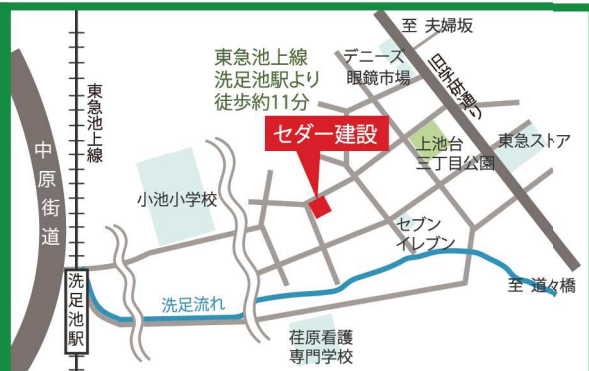 至 夫婦坂
デニーズ
眼鏡市場
旧学研通り
東急池上線
洗足池駅より
徒歩約11分
東急池上線
セダー建設
上池台
三丁目公園
東急ストア
中原街道
小池小学校
セブン
イレブン
洗足池駅
洗足流れ
至 道々橋
荏原看護
専門学校